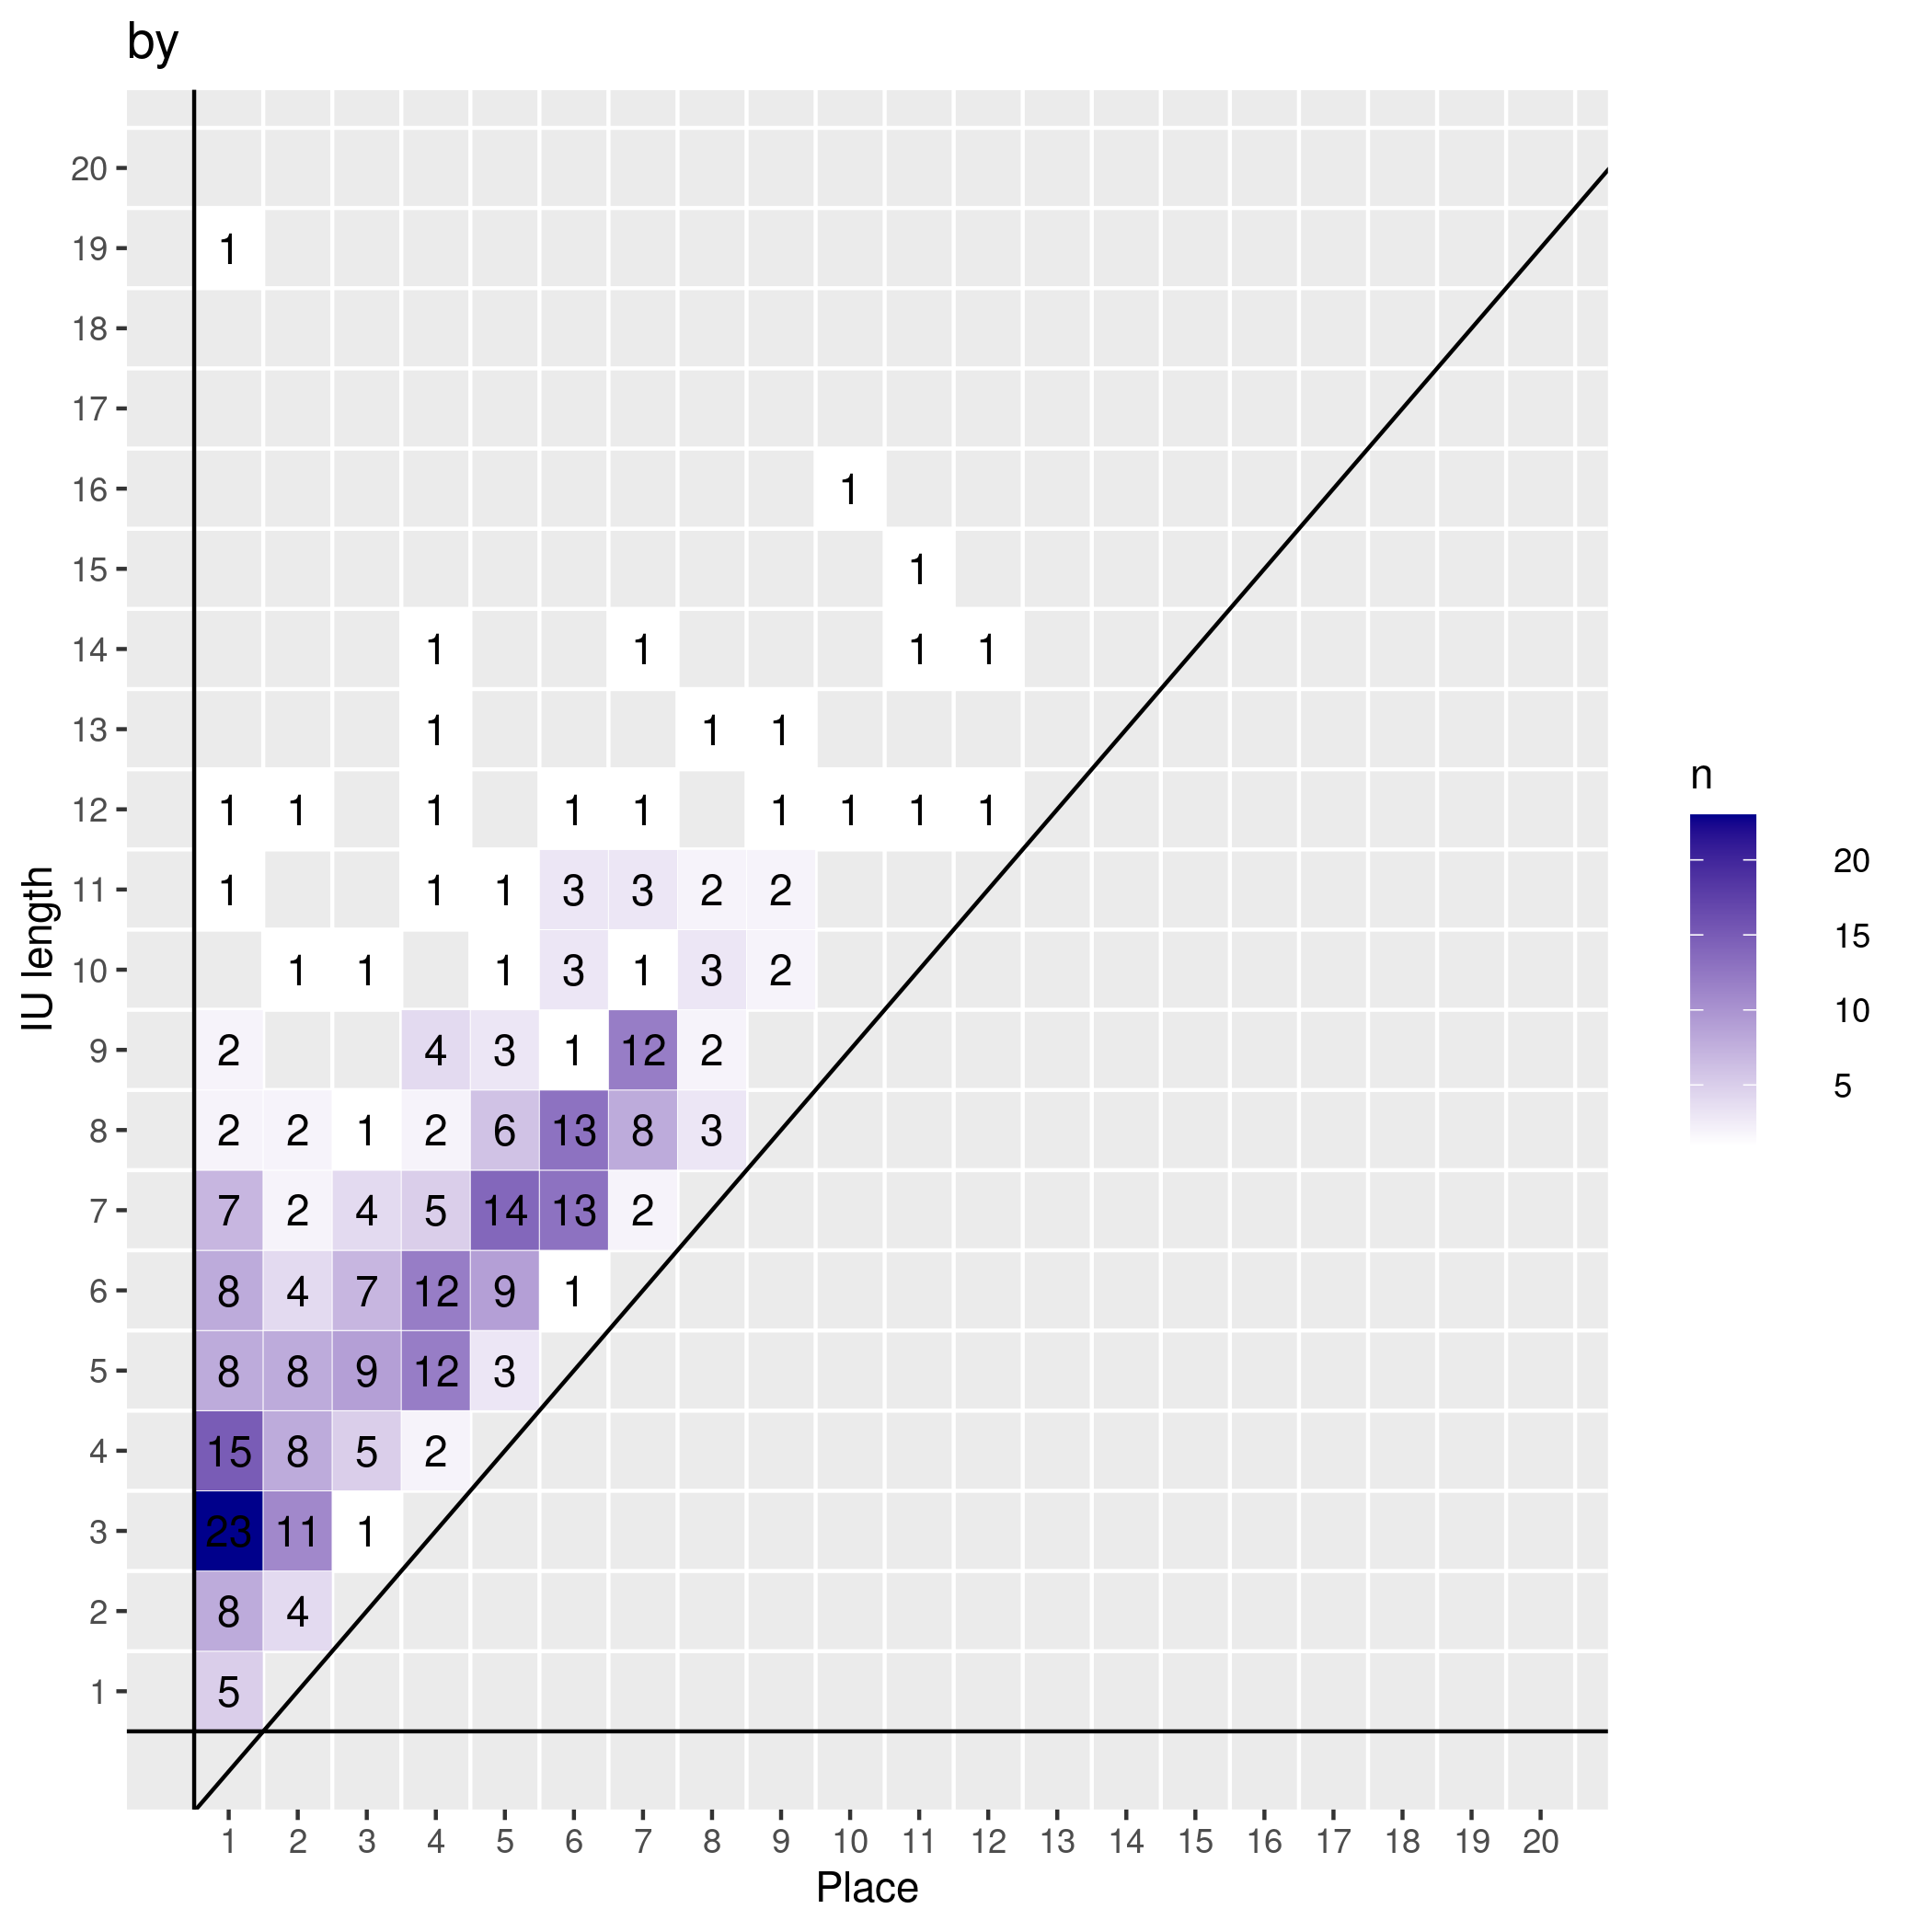 by
20
19 1
18
17
16 1
15 1
14 1 1 1 1
13 1 1 1
12 1 1 1 1 1 1 1 1 1
11 1 1 1 3 3 2 2
10 1 1 1 3 1 3 2
9 2 4 3 1 12 2
8 2 2 1 2 6 13 8 3
7 7 2 4 5 14 13 2
6 8 4 7 12 9 1
5 8 8 9 12 3
4 15 8 5 2
3 23 11 1
2 8 4
1 5
1 2 3 4 5 6 7 8 9 10 11 12 13 14 15 16 17 18 19 20
Place
IU length
n
20
15
10
5